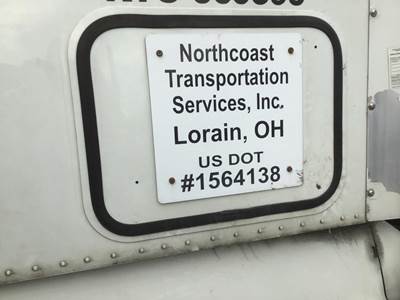 Northcoast
Transportation
Services, Inc.
Lorain, OH
US DOT
#1564138